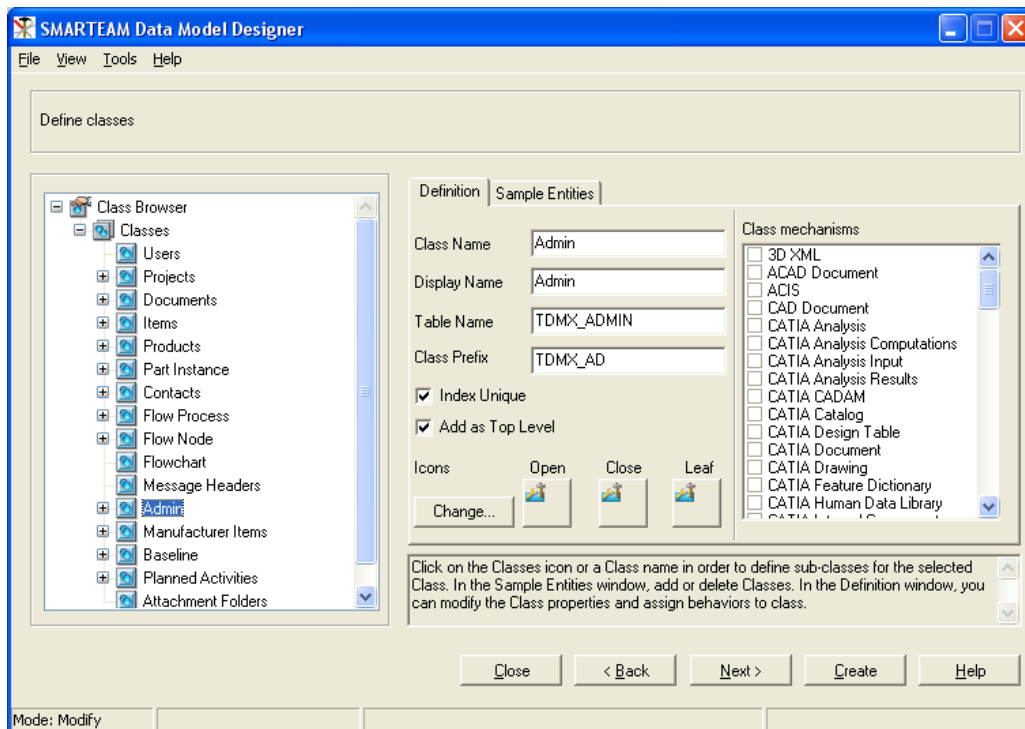 SMARTEAM Data Model Designer
File View Tools Help
Define classes
Class Browser
Classes
Users
Projects
Documents
Items
Products
Part Instance
Contacts
Flow Process
Flow Node
Flowchart
Message Headers
Admin
Manufacturer Items
Baseline
Planned Activities
Attachment Folders
Definition Sample Entities
Class Name Admin
Display Name Admin
Table Name TDMX_ADMIN
Class Prefix TDMX_AD
Index Unique
Add as Top Level
Icons Open Close Leaf
Change...
Class mechanisms
3D XML
ACAD Document
ACIS
CAD Document
CATIA Analysis
CATIA Analysis Computations
CATIA Analysis Input
CATIA Analysis Results
CATIA CADAM
CATIA Catalog
CATIA Design Table
CATIA Document
CATIA Drawing
CATIA Feature Dictionary
CATIA Human Data Library
Click on the Classes icon or a Class name in order to define sub-classes for the selected
Class. In the Sample Entities window, add or delete Classes. In the Definition window, you
can modify the Class properties and assign behaviors to class.
Close < Back Next > Create Help
Mode: Modify